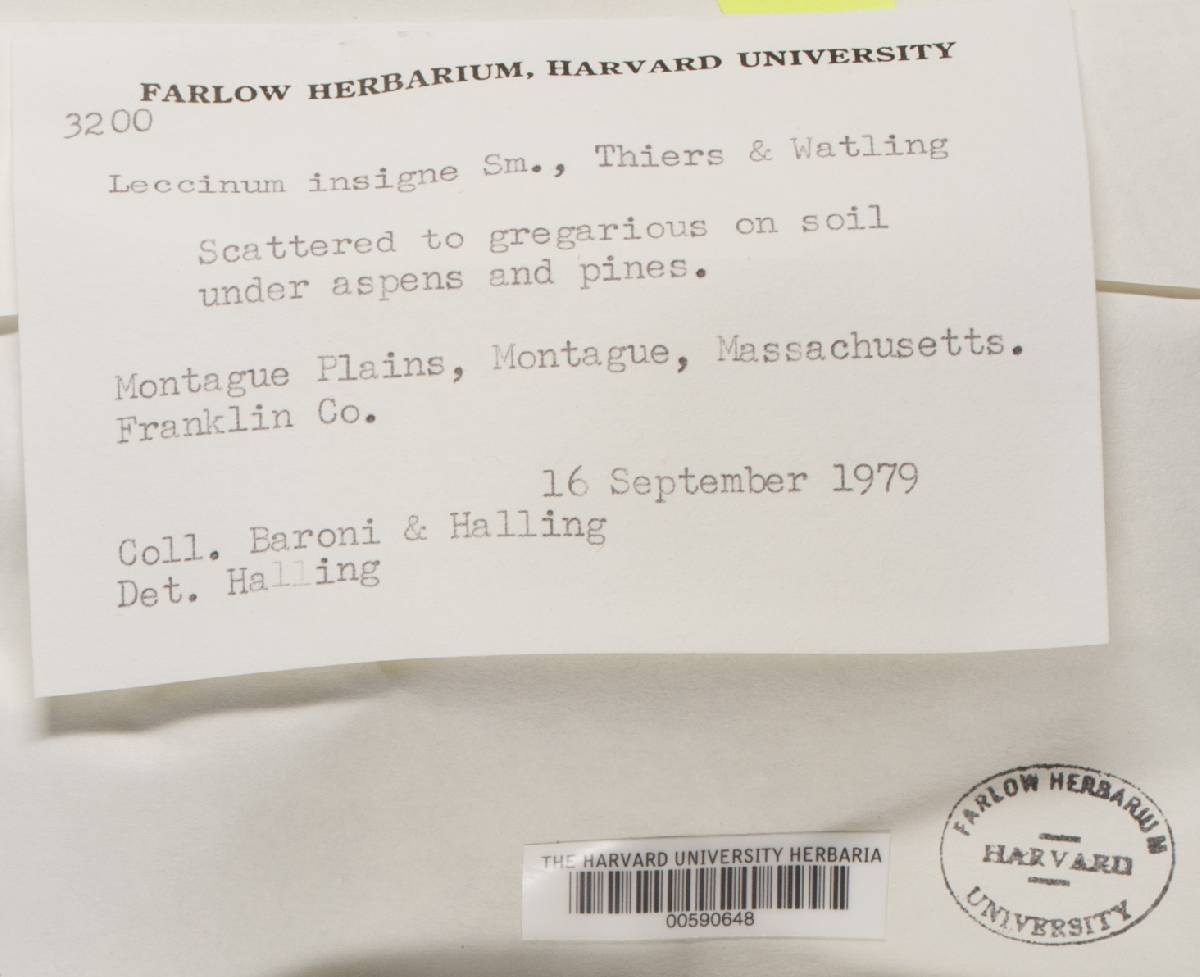 FARLOW HERBARIUM, HARVARD UNIVERSITY
3200
Leccinum insigne Sm., Thiers & Watling
Scattered to gregarious on soil
under aspens and pines.
Montague Plains, Montague, Massachusetts.
Franklin Co.
16 September 1979
Coll. Baroni & Halling
Det. Halling
THE HARVARD UNIVERSITY HERBARIA
00590648
FARLOW HERBARIUM
HARVARD
UNIVERSITY